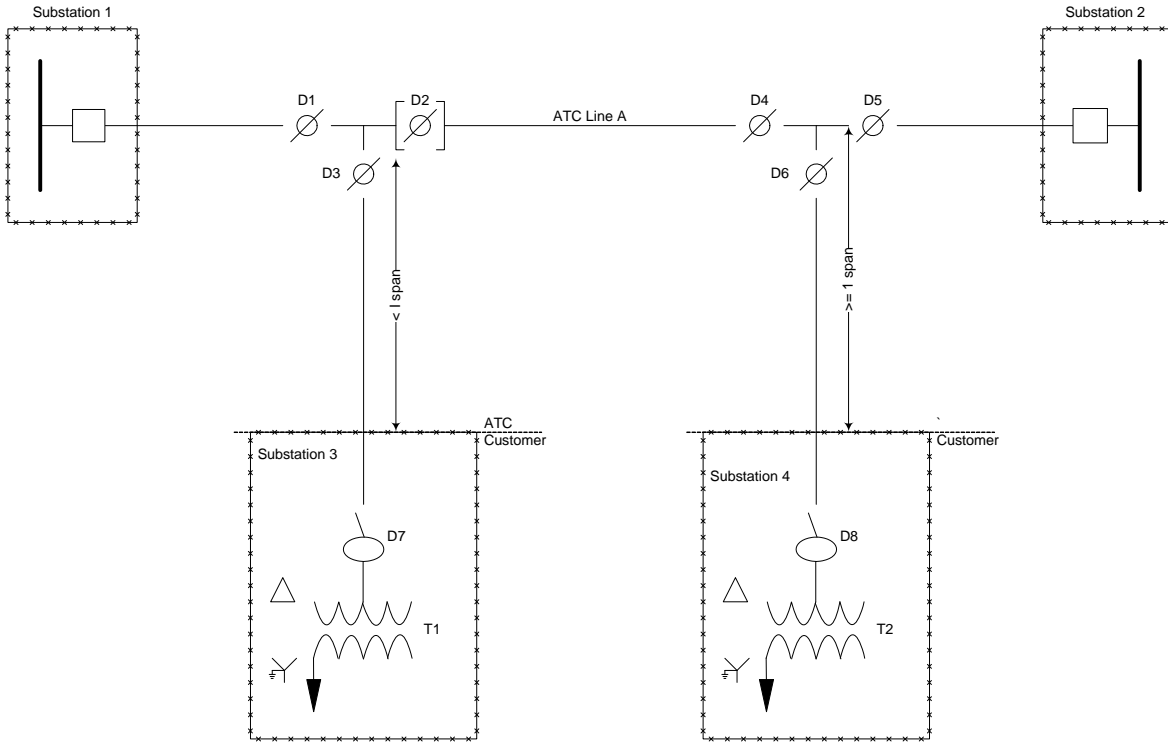 Substation 1
Substation 2
D1
D2
D4
D5
ATC Line A
D3
D6
< I span
>= 1 span
ATC
Customer
`
Customer
Substation 3
Substation 4
D7
D8
T1
T2